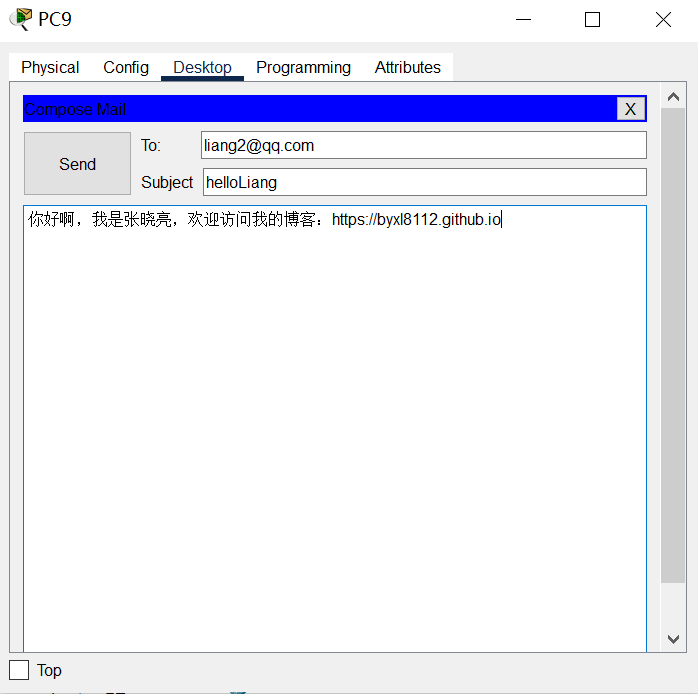 PC9
Physical Config Desktop Programming Attributes
Compose Mail X
Send
To: liang2@qq.com
Subject helloLiang
你好啊，我是张晓亮，欢迎访问我的博客：https://byxl8112.github.io
Top